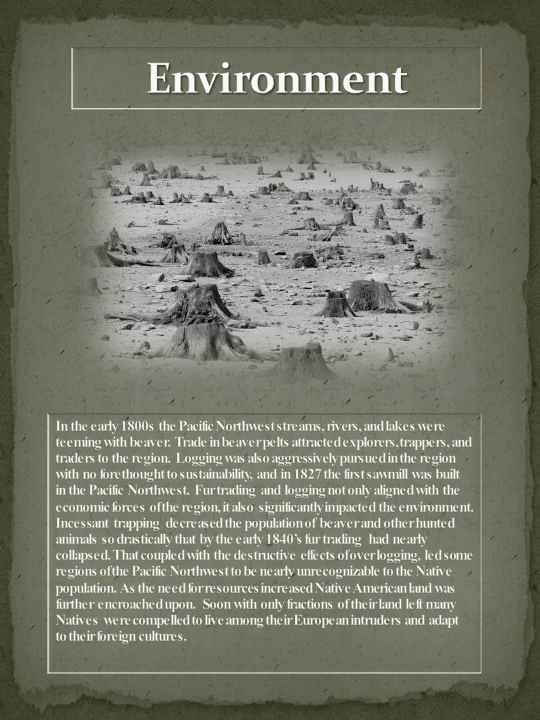 Environment
In the early 1800s the Pacific Northwest streams, rivers, and lakes were
teeming with beaver. Trade in beaver pelts attracted explorers, trappers, and
traders to the region. Logging was also aggressively pursued in the region
with no forethought to sustainability, and in 1827 the first sawmill was built
in the Pacific Northwest. Fur trading and logging not only aligned with the
economic forces of the region, it also significantly impacted the environment.
Incessant trapping decreased the population of beaver and other hunted
animals so drastically that by the early 1840's fur trading had nearly
collapsed. That coupled with the destructive effects of over logging, led some
regions of the Pacific Northwest to be nearly unrecognizable to the Native
population. As the need for resources increased Native American land was
further encroached upon. Soon with only fractions of their land left many
Natives were compelled to live among their European intruders and adapt
to their foreign cultures.